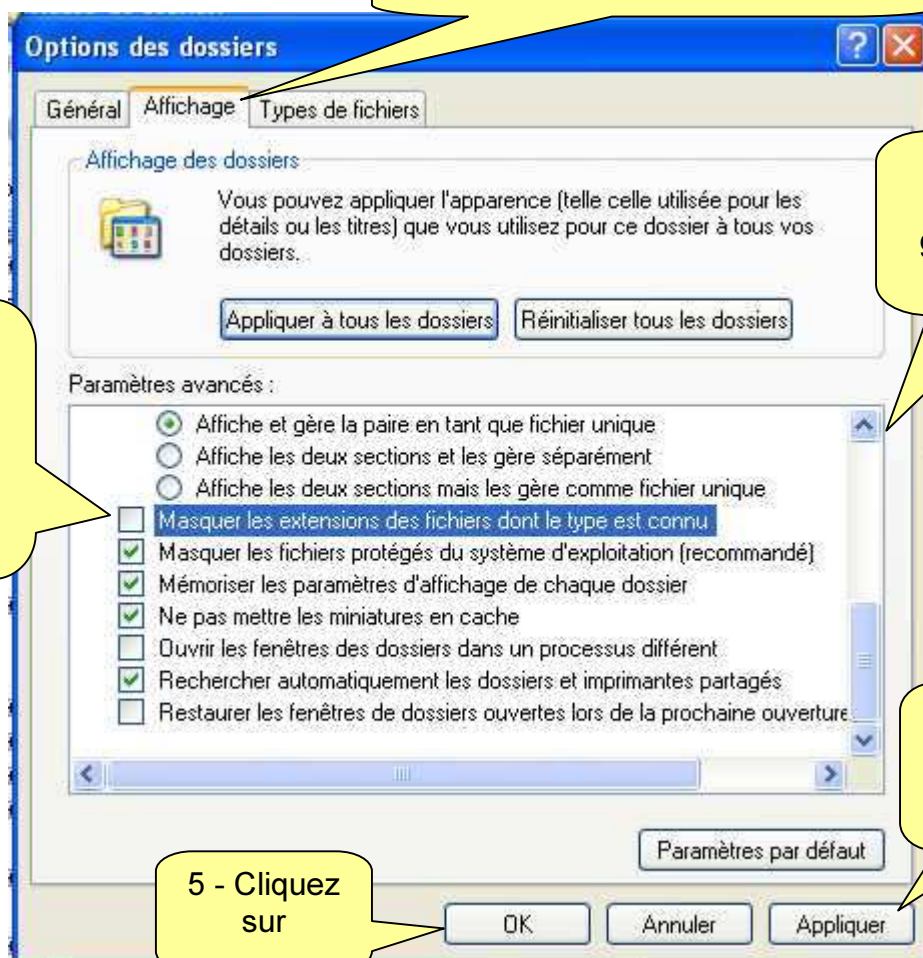 Options des dossiers
Général Affichage Types de fichiers
Affichage des dossiers
Vous pouvez appliquer l'apparence (telle celle utilisée pour les
détails ou les titres) que vous utilisez pour ce dossier à tous vos
dossiers.
Appliquer à tous les dossiers Réinitialiser tous les dossiers
Paramètres avancés :
Affiche et gère la paire en tant que fichier unique
Affiche les deux sections et les gère séparément
Affiche les deux sections mais les gère comme fichier unique
Masquer les extensions des fichiers dont le type est connu
Masquer les fichiers protégés du système d'exploitation (recommandé)
Mémoriser les paramètres d'affichage de chaque dossier
Ne pas mettre les miniatures en cache
Ouvrir les fenêtres des dossiers dans un processus différent
Rechercher automatiquement les dossiers et imprimantes partagés
Restaurer les fenêtres de dossiers ouvertes lors de la prochaine ouverture
Paramètres par défaut
5 - Cliquez
sur
OK Annuler Appliquer